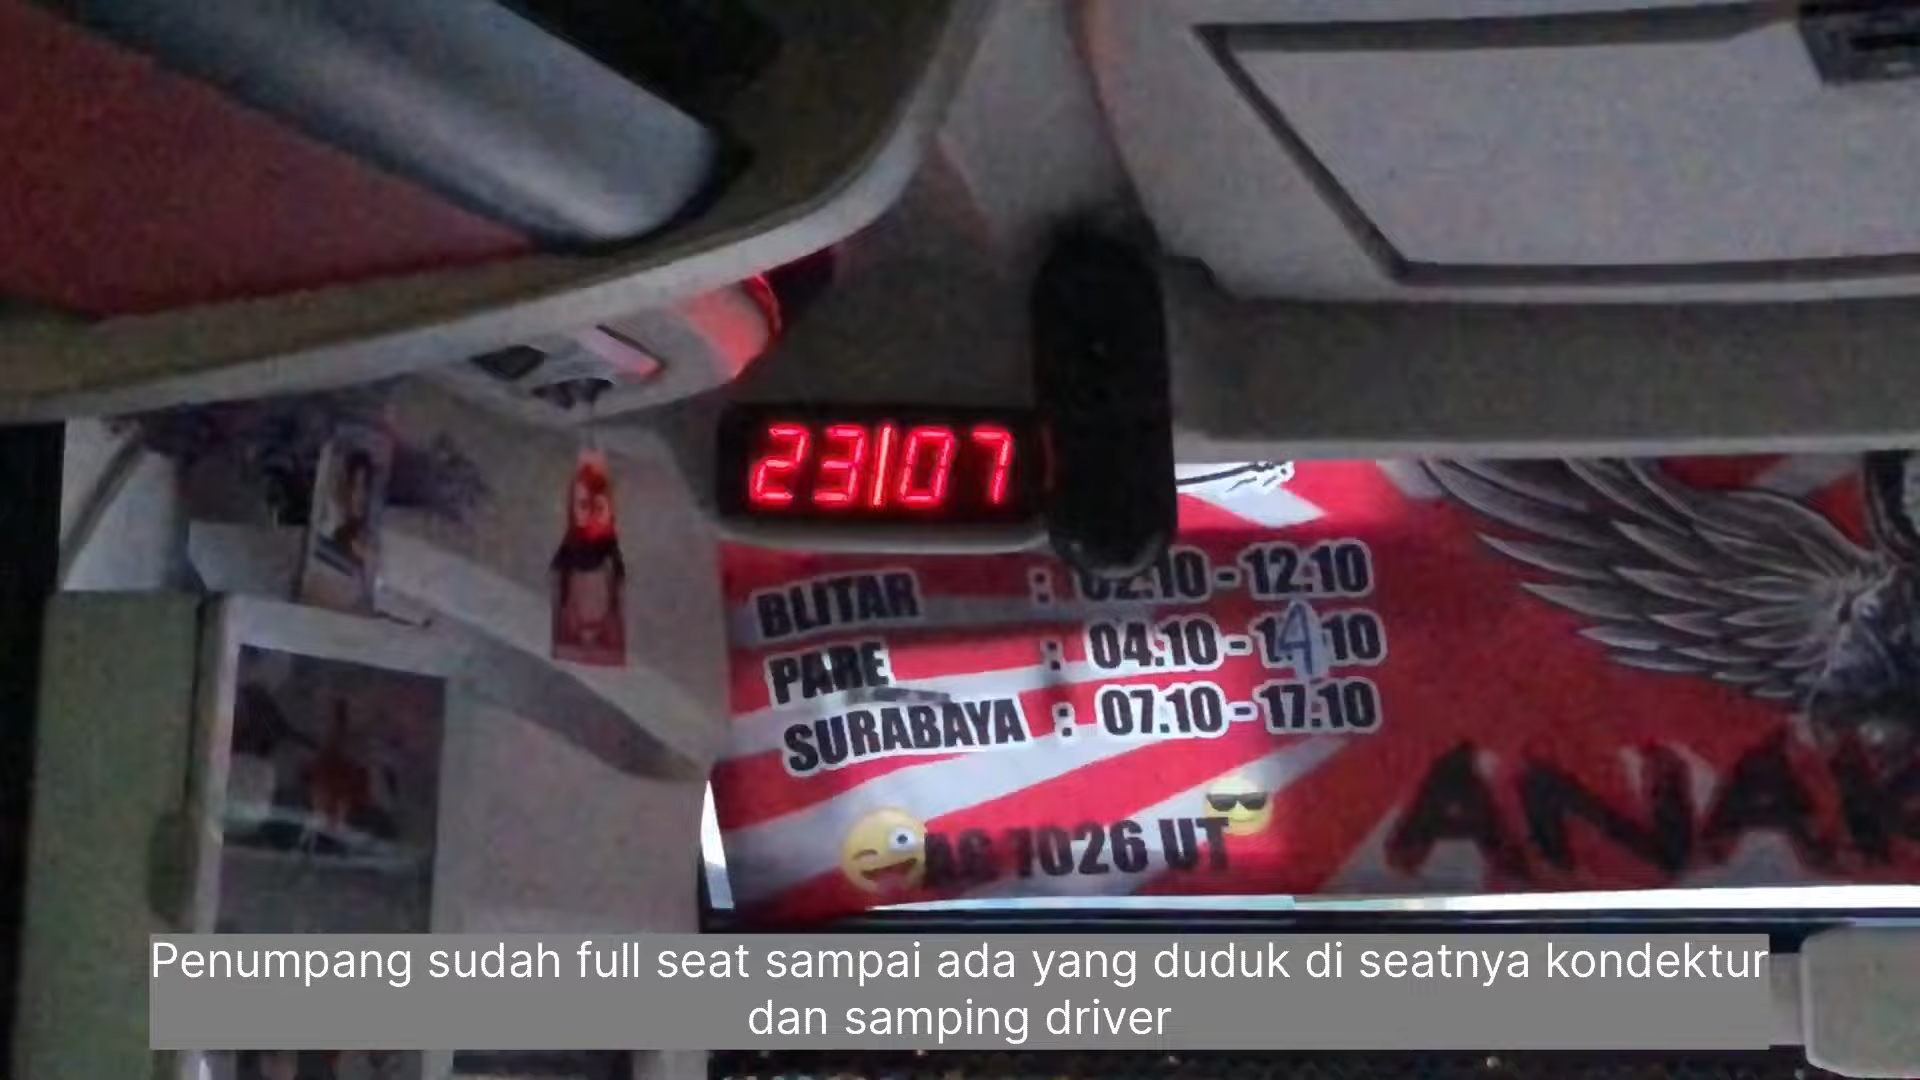 23|07
BLITAR : 02.10 - 12.10
PARE : 04.10 - 14.10
SURABAYA : 07.10 - 17.10
AG 7026 UT
ANAK
Penumpang sudah full seat sampai ada yang duduk di seatnya kondektur
dan samping driver